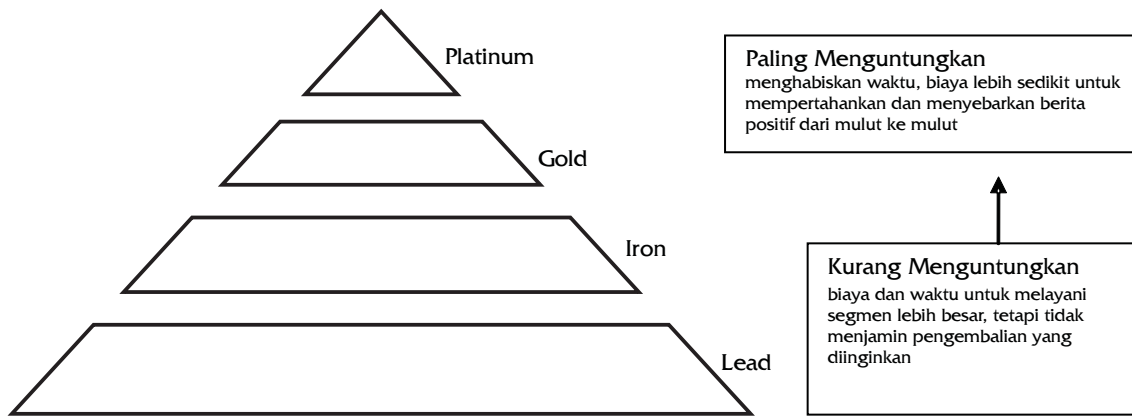 Platinum
Gold
Iron
Lead
Paling Menguntungkan
menghabiskan waktu, biaya lebih sedikit untuk
mempertahankan dan menyebarkan berita
positif dari mulut ke mulut
Kurang Menguntungkan
biaya dan waktu untuk melayani
segmen lebih besar, tetapi tidak
menjamin pengembalian yang
diinginkan